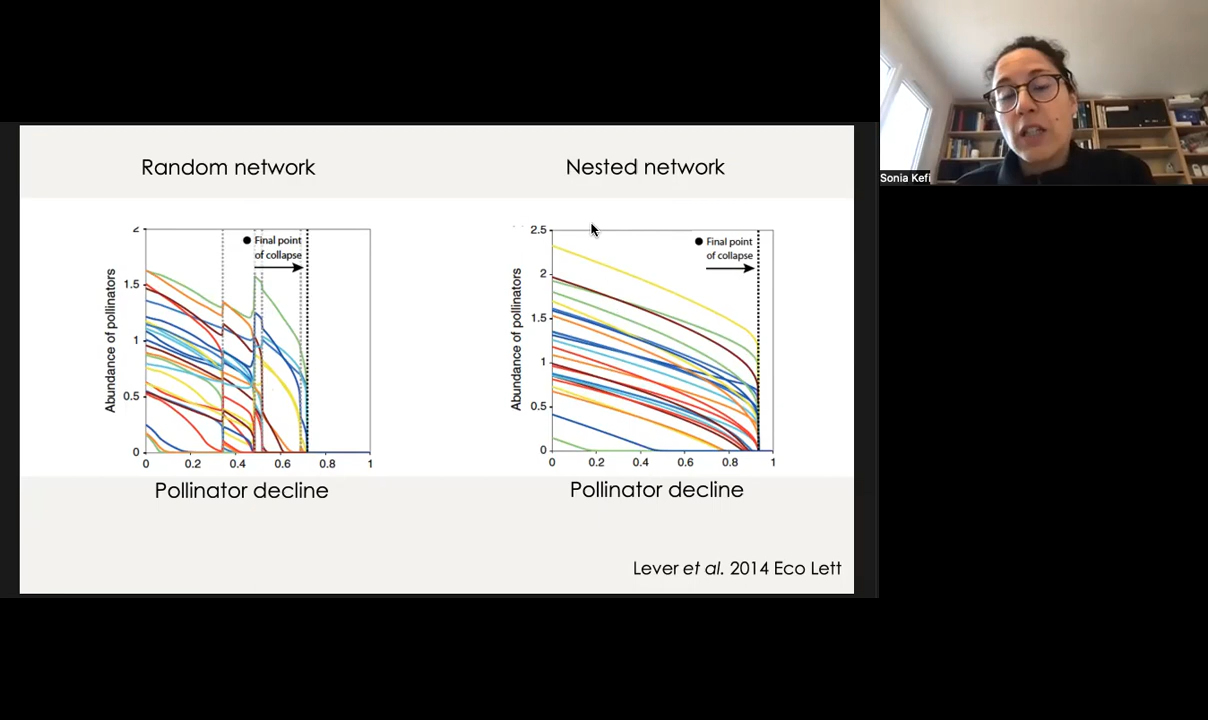 Random network
Nested network
2
1.5
1
0.5
0
0
0.2
0.4
0.6
0.8
1
Abundance of pollinators
Final point
of collapse
Pollinator decline
2.5
2
1.5
1
0.5
0
0
0.2
0.4
0.6
0.8
1
Abundance of pollinators
Final point
of collapse
Pollinator decline
Lever et al. 2014 Eco Lett
Sonia Kefi